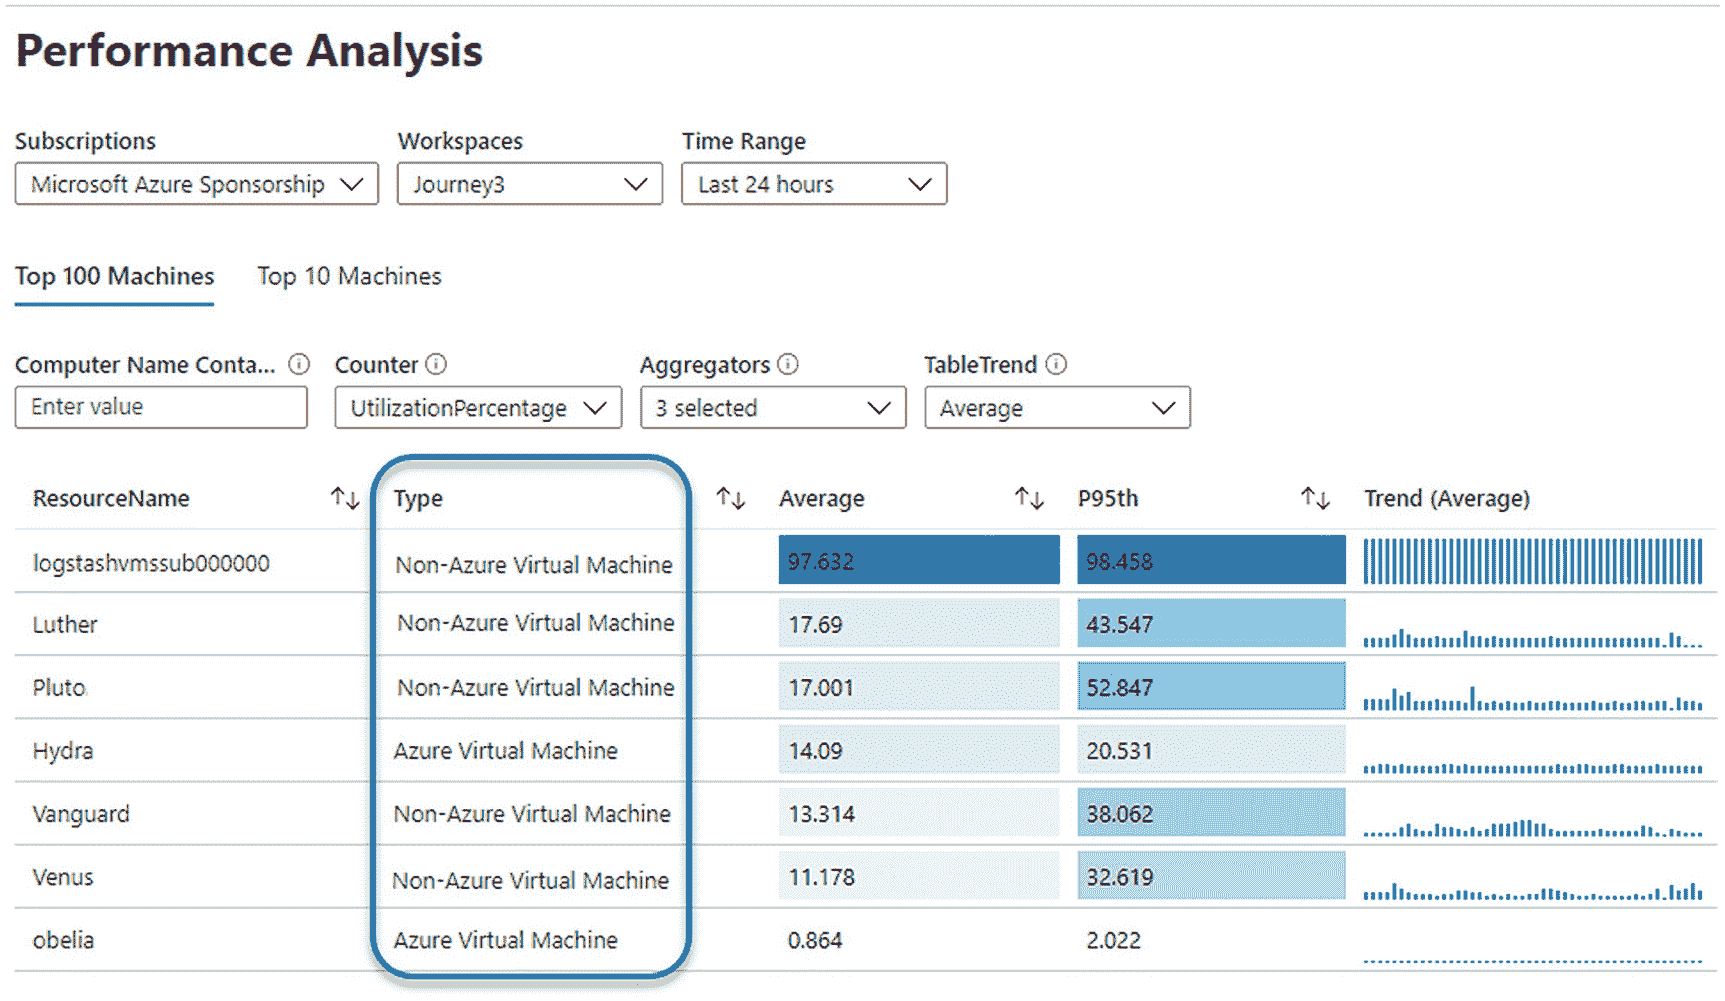 Performance Analysis
Subscriptions Workspaces Time Range
Microsoft Azure Sponsorship Journey3 Last 24 hours
Top 100 Machines Top 10 Machines
Computer Name Conta... Counter Aggregators TableTrend
Enter value UtilizationPercentage 3 selected Average
ResourceName Type Average P95th Trend (Average)
logstashvmssub000000 Non-Azure Virtual Machine 97.632 98.458
Luther Non-Azure Virtual Machine 17.69 43.547
Pluto Non-Azure Virtual Machine 17.001 52.847
Hydra Azure Virtual Machine 14.09 20.531
Vanguard Non-Azure Virtual Machine 13.314 38.062
Venus Non-Azure Virtual Machine 11.178 32.619
obelia Azure Virtual Machine 0.864 2.022